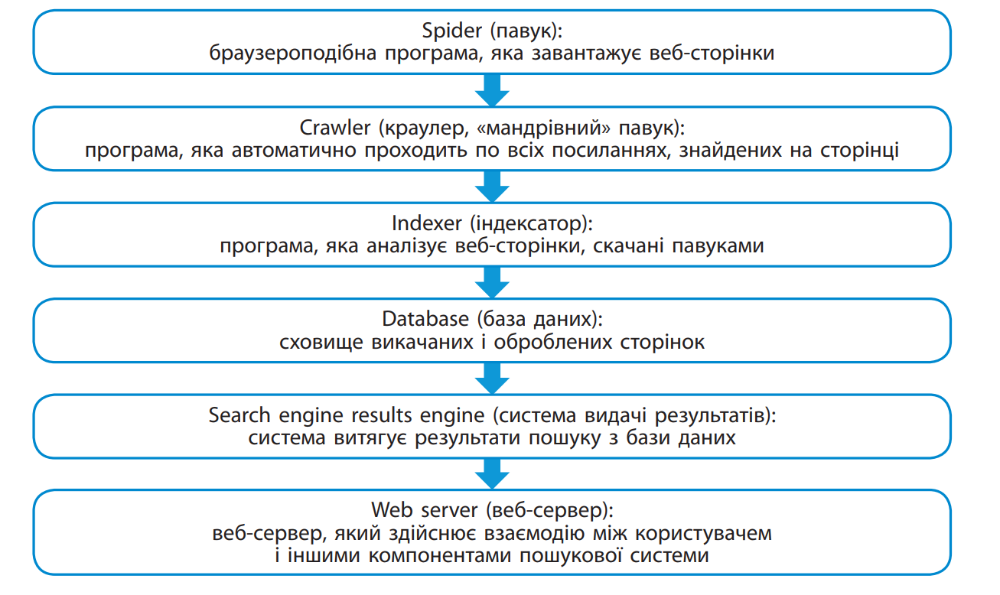 Spider (павук):
браузероподібна програма, яка завантажує веб-сторінки
Crawler (краулер, «мандрівний» павук):
програма, яка автоматично проходить по всіх посиланнях, знайдених на сторінці
Indexer (індексатор):
програма, яка аналізує веб-сторінки, скачані павуками
Database (база даних):
сховище викачаних і оброблених сторінок
Search engine results engine (система видачі результатів):
система витягує результати пошуку з бази даних
Web server (веб-сервер):
веб-сервер, який здійснює взаємодію між користувачем
і іншими компонентами пошукової системи